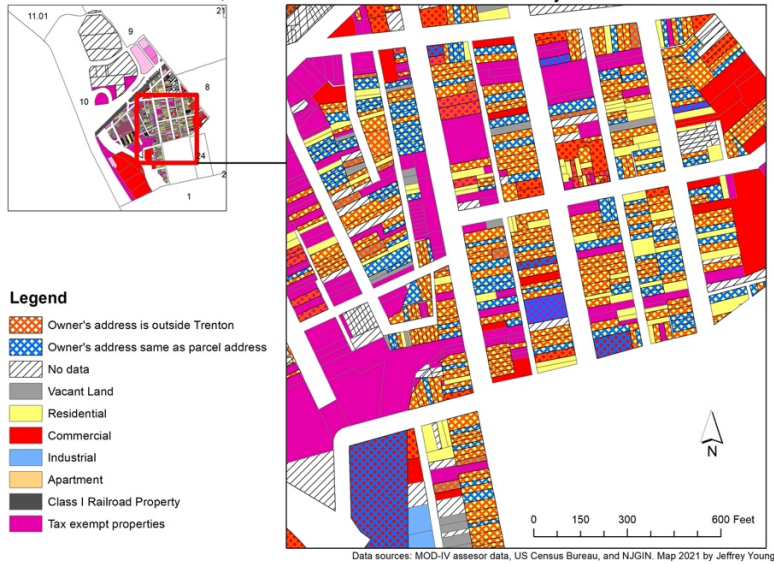 11.01
9
21
8
10
24
2
1
Legend
Owner's address is outside Trenton
Owner's address same as parcel address
No data
Vacant Land
Residential
Commercial
Industrial
Apartment
Class I Railroad Property
Tax exempt properties
N
0 150 300 600 Feet
Data sources: MOD-IV assesor data, US Census Bureau, and NJGIN. Map 2021 by Jeffrey Young